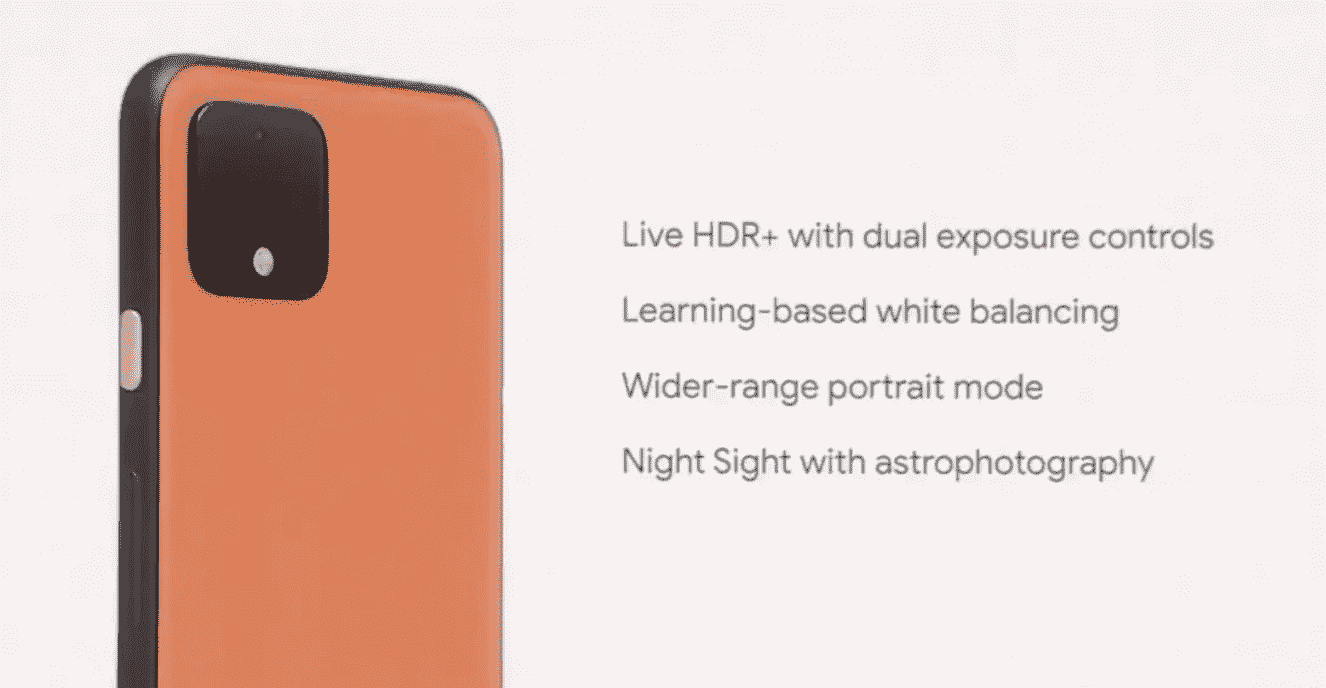 Live HDR+ with dual exposure controls
Learning-based white balancing
Wider-range portrait mode
Night Sight with astrophotography